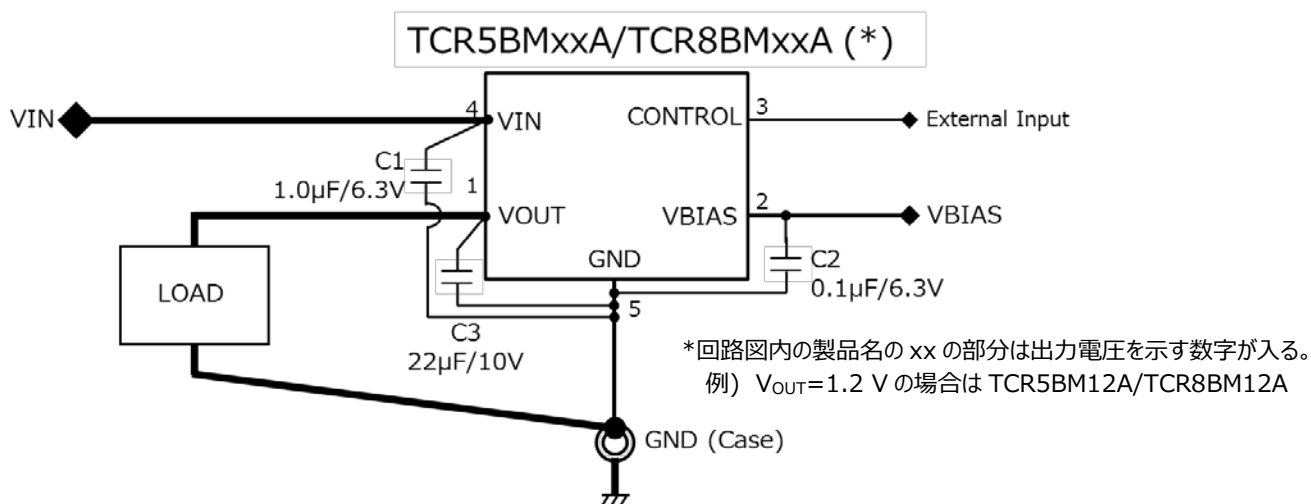 TCR5BMxxA/TCR8BMxxA (*)
VIN
4
VIN
CONTROL
3
External Input
C1
1.0μF/6.3V
1
VOUT
VBIAS
2
VBIAS
LOAD
GND
5
C2
0.1μF/6.3V
C3
22μF/10V
*回路図内の製品名の xx の部分は出力電圧を示す数字が入る。
例) VOUT=1.2 V の場合は TCR5BM12A/TCR8BM12A
GND (Case)